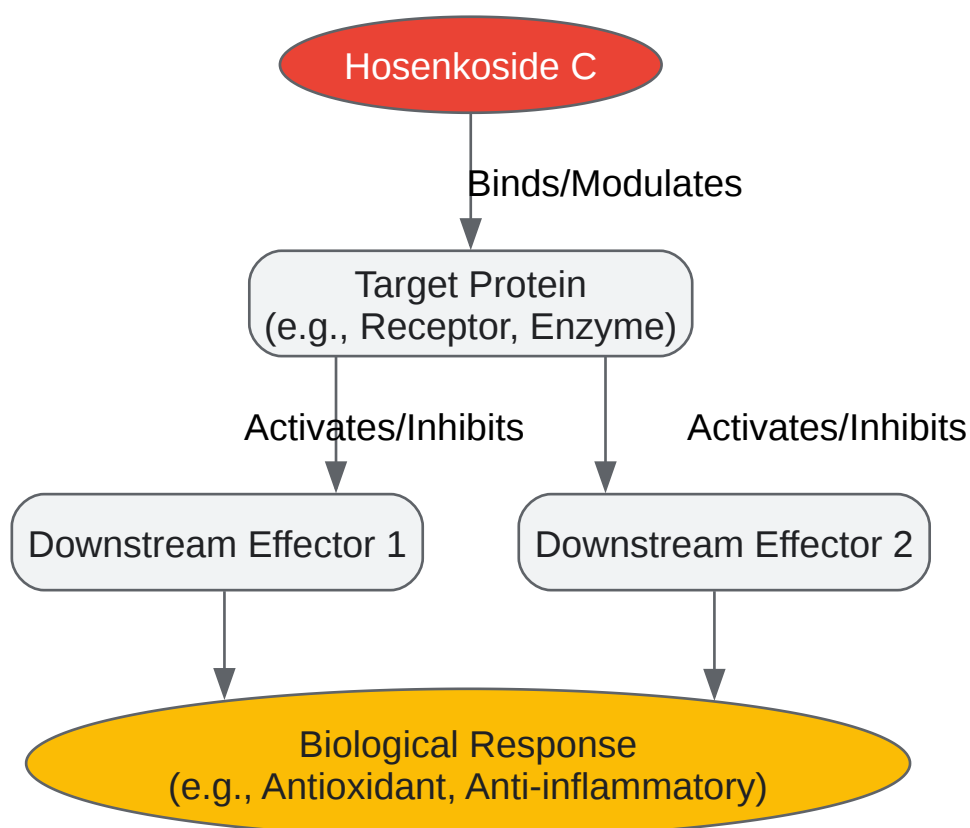 Hosenkoside C
Binds/Modulates
Target Protein
(e.g., Receptor, Enzyme)
Activates/Inhibits
Activates/Inhibits
Downstream Effector 1
Downstream Effector 2
Biological Response
(e.g., Antioxidant, Anti-inflammatory)